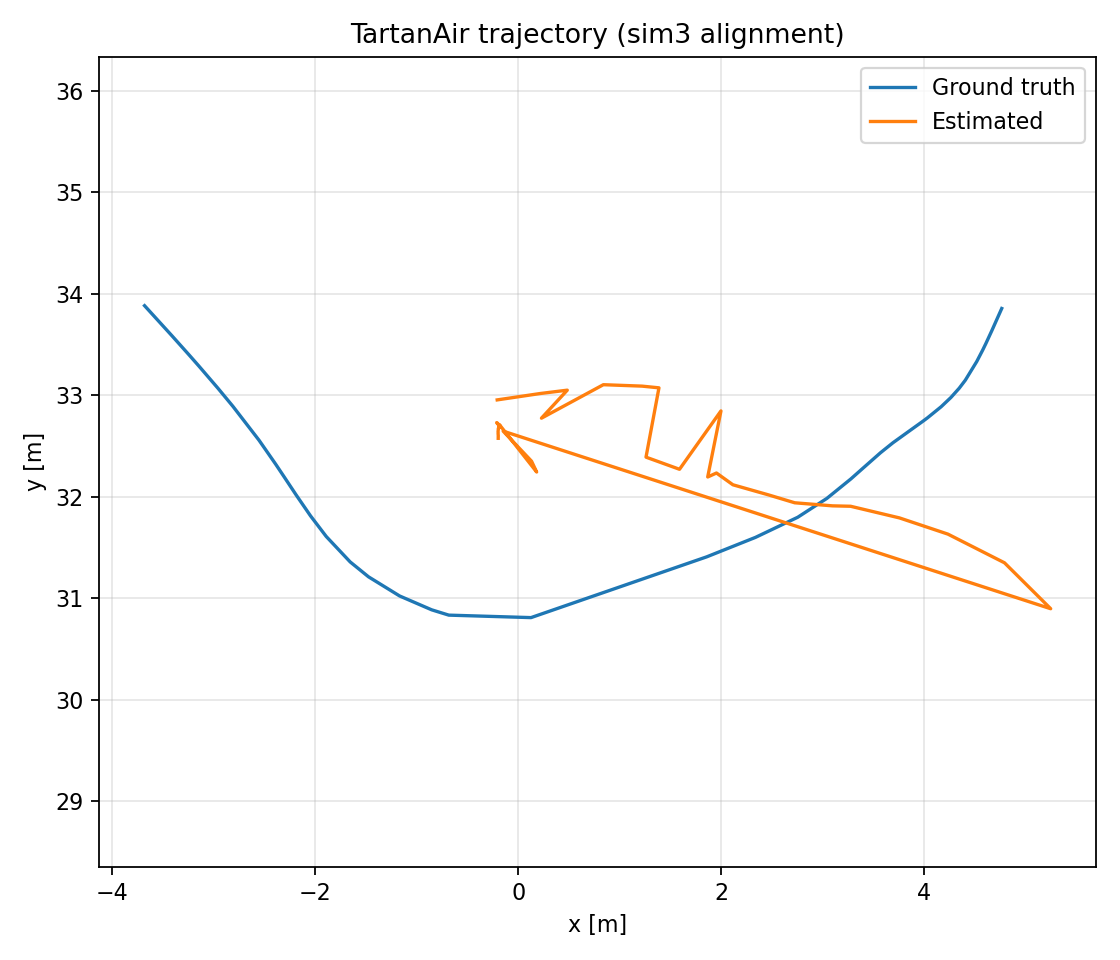 TartanAir trajectory (sim3 alignment)
Ground truth
Estimated
36
35
34
33
32
31
30
29
y [m]
−4
−2
0
2
4
x [m]